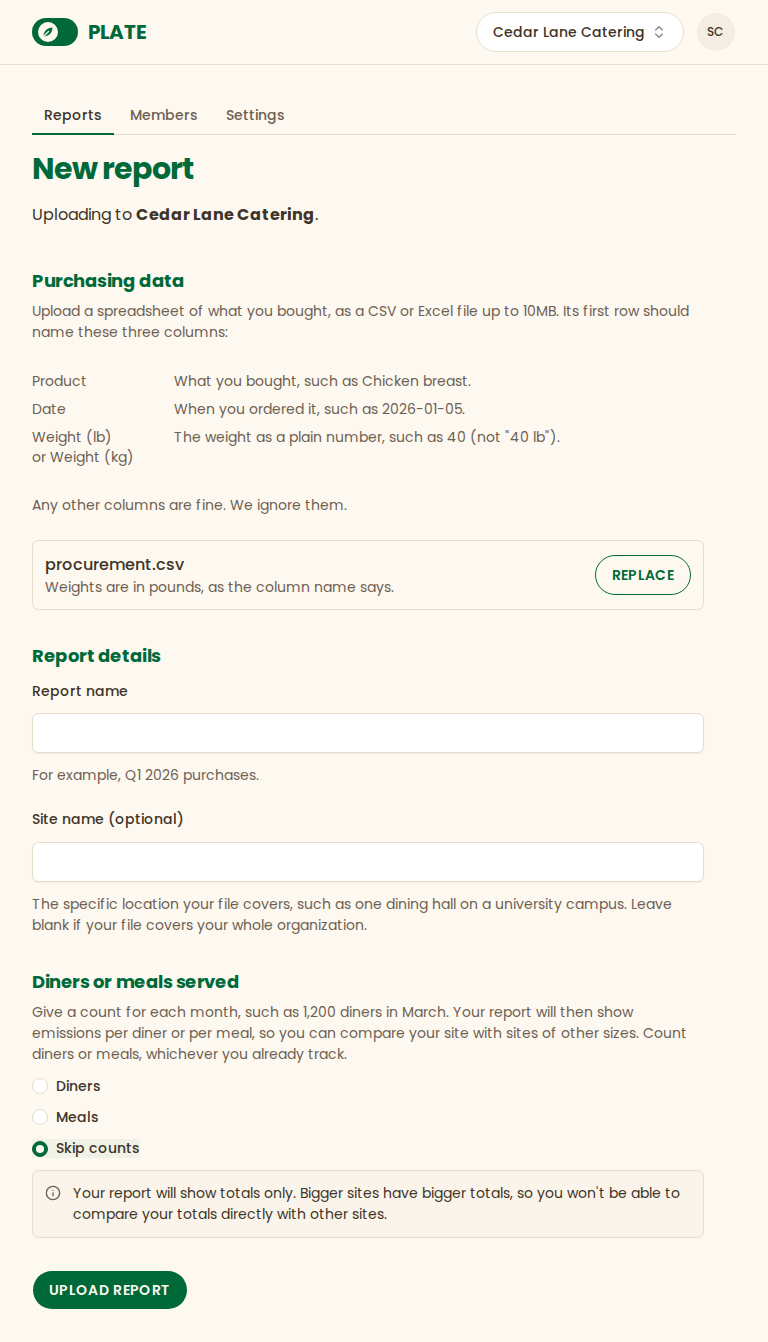 PLATE
Cedar Lane Catering
SC
Reports Members Settings
New report
Uploading to Cedar Lane Catering.
Purchasing data
Upload a spreadsheet of what you bought, as a CSV or Excel file up to 10MB. Its first row should
name these three columns:
Product What you bought, such as Chicken breast.
Date When you ordered it, such as 2026-01-05.
Weight (lb) The weight as a plain number, such as 40 (not "40 lb").
or Weight (kg)
Any other columns are fine. We ignore them.
procurement.csv
Weights are in pounds, as the column name says.
REPLACE
Report details
Report name
For example, Q1 2026 purchases.
Site name (optional)
The specific location your file covers, such as one dining hall on a university campus. Leave
blank if your file covers your whole organization.
Diners or meals served
Give a count for each month, such as 1,200 diners in March. Your report will then show
emissions per diner or per meal, so you can compare your site with sites of other sizes. Count
diners or meals, whichever you already track.
Diners
Meals
Skip counts
Your report will show totals only. Bigger sites have bigger totals, so you won't be able to
compare your totals directly with other sites.
UPLOAD REPORT